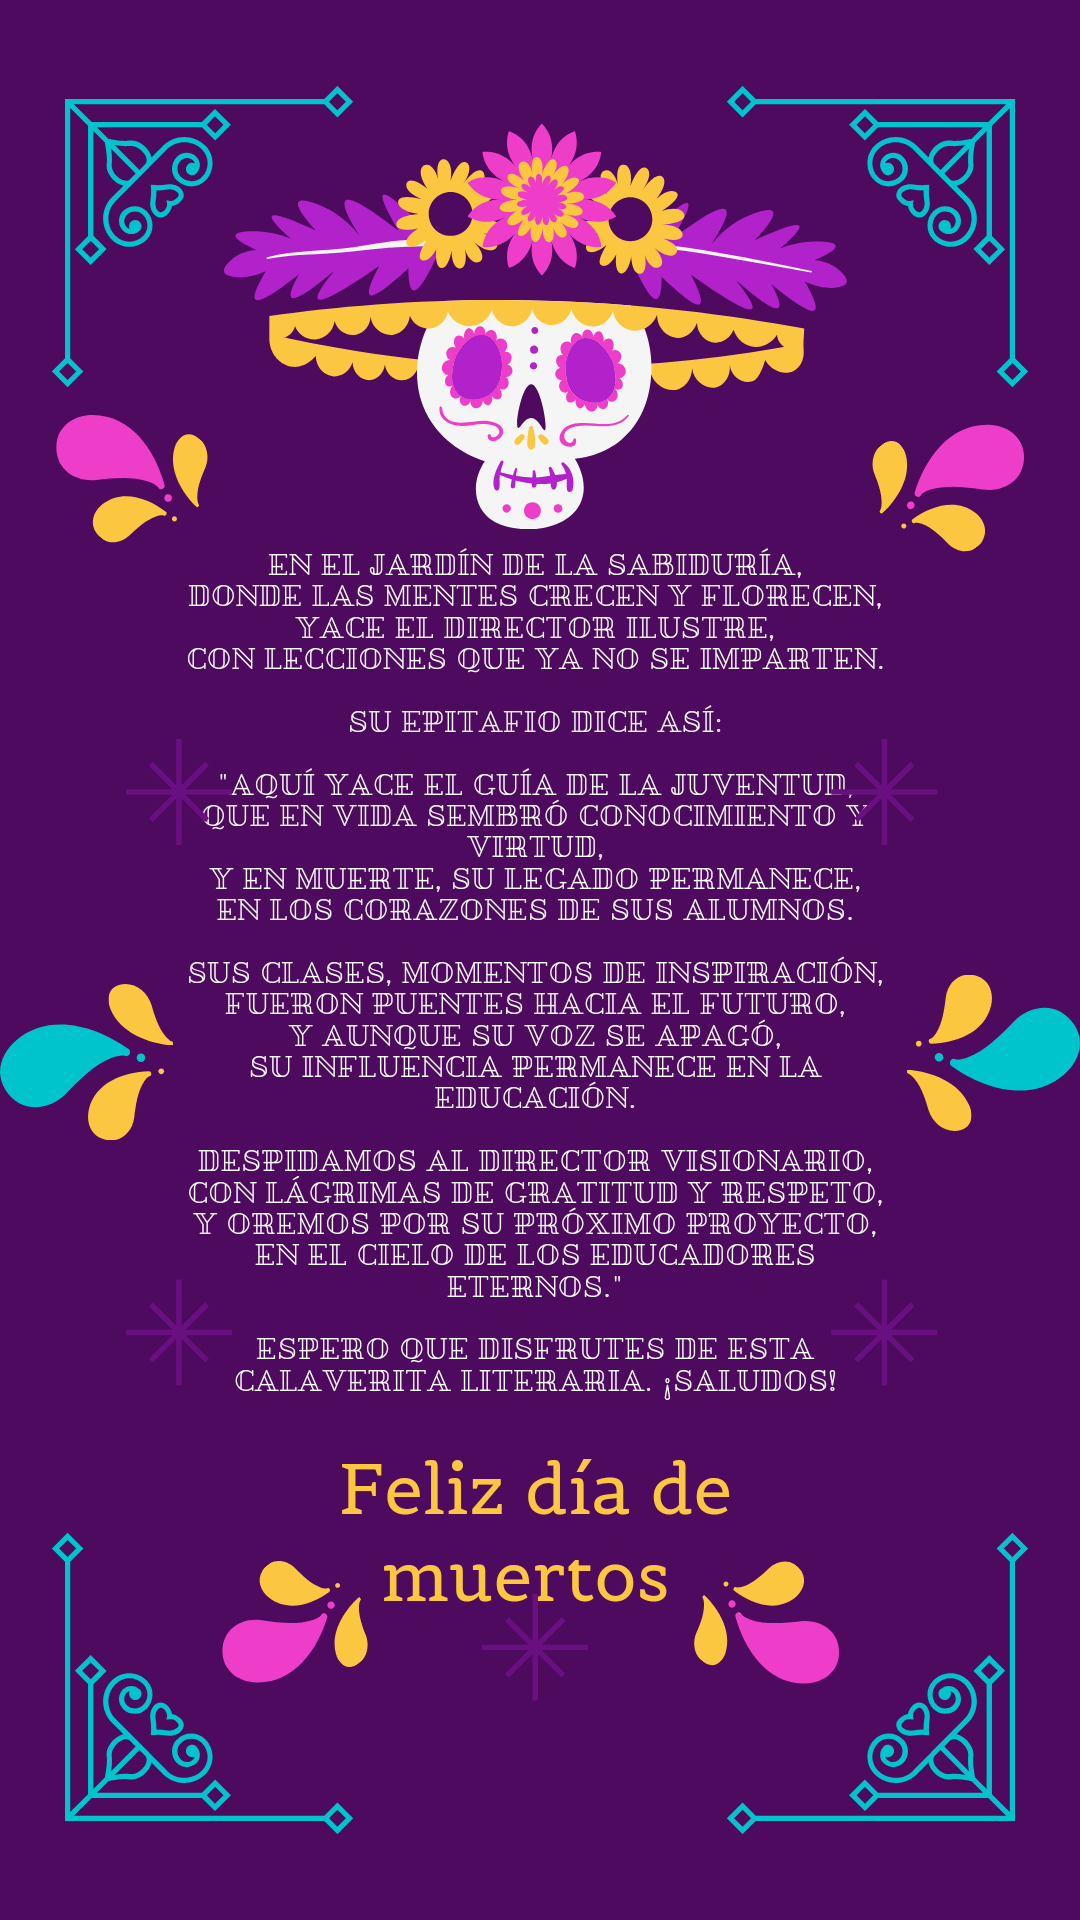 EN EL JARDÍN DE LA SABIDURÍA,
DONDE LAS MENTES CRECEN Y FLORECEN,
YACE EL DIRECTOR ILUSTRE,
CON LECCIONES QUE YA NO SE IMPARTEN.
SU EPITAFIO DICE ASÍ:
"AQUÍ YACE EL GUÍA DE LA JUVENTUD,
QUE EN VIDA SEMBRÓ CONOCIMIENTO Y
VIRTUD,
Y EN MUERTE, SU LEGADO PERMANECE,
EN LOS CORAZONES DE SUS ALUMNOS.
SUS CLASES, MOMENTOS DE INSPIRACIÓN,
FUERON PUENTES HACIA EL FUTURO,
Y AUNQUE SU VOZ SE APAGÓ,
SU INFLUENCIA PERMANECE EN LA
EDUCACIÓN.
DESPIDAMOS AL DIRECTOR VISIONARIO,
CON LÁGRIMAS DE GRATITUD Y RESPETO,
Y OREMOS POR SU PRÓXIMO PROYECTO,
EN EL CIELO DE LOS EDUCADORES
ETERNOS."
ESPERO QUE DISFRUTES DE ESTA
CALAVERITA LITERARIA. ¡SALUDOS!
Feliz día de
muertos